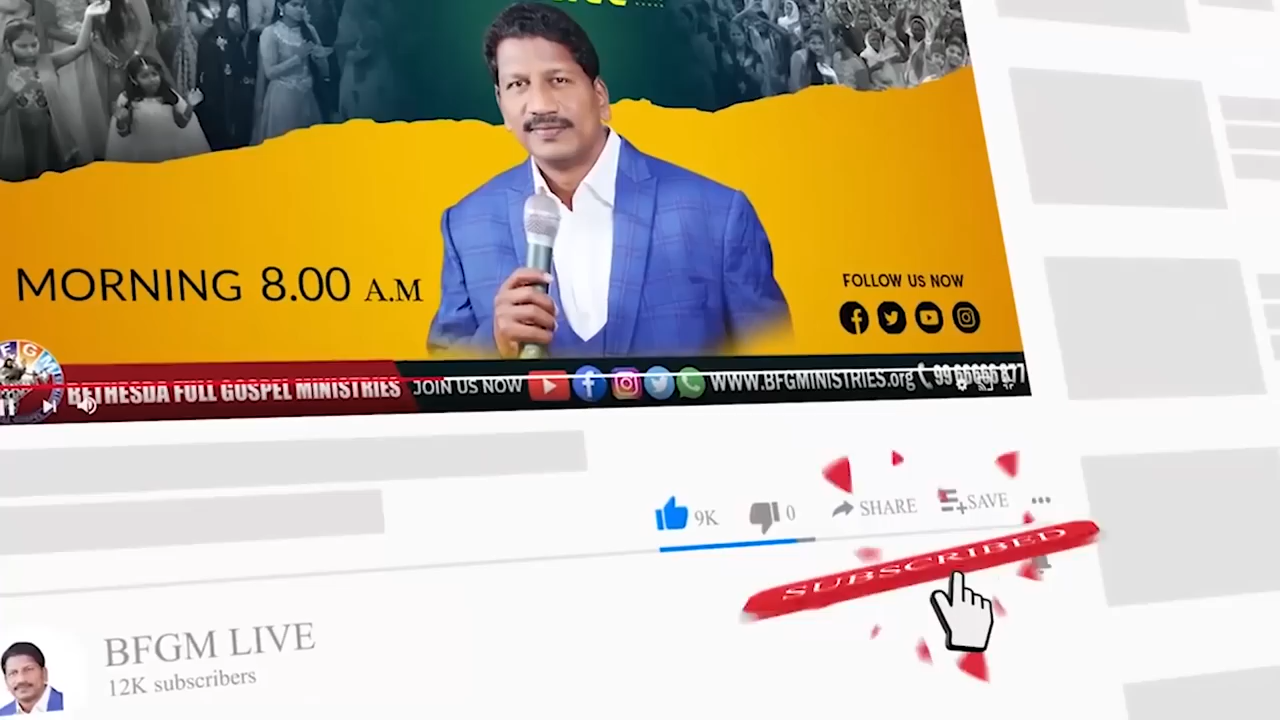 MORNING 8.00 A.M
FOLLOW US NOW
BETHESDA FULL GOSPEL MINISTRIES
JOIN US NOW
WWW.BFGMINISTRIES.org
9K
0
SHARE
SAVE
SUBSCRIBED
BFGM LIVE
12K subscribers